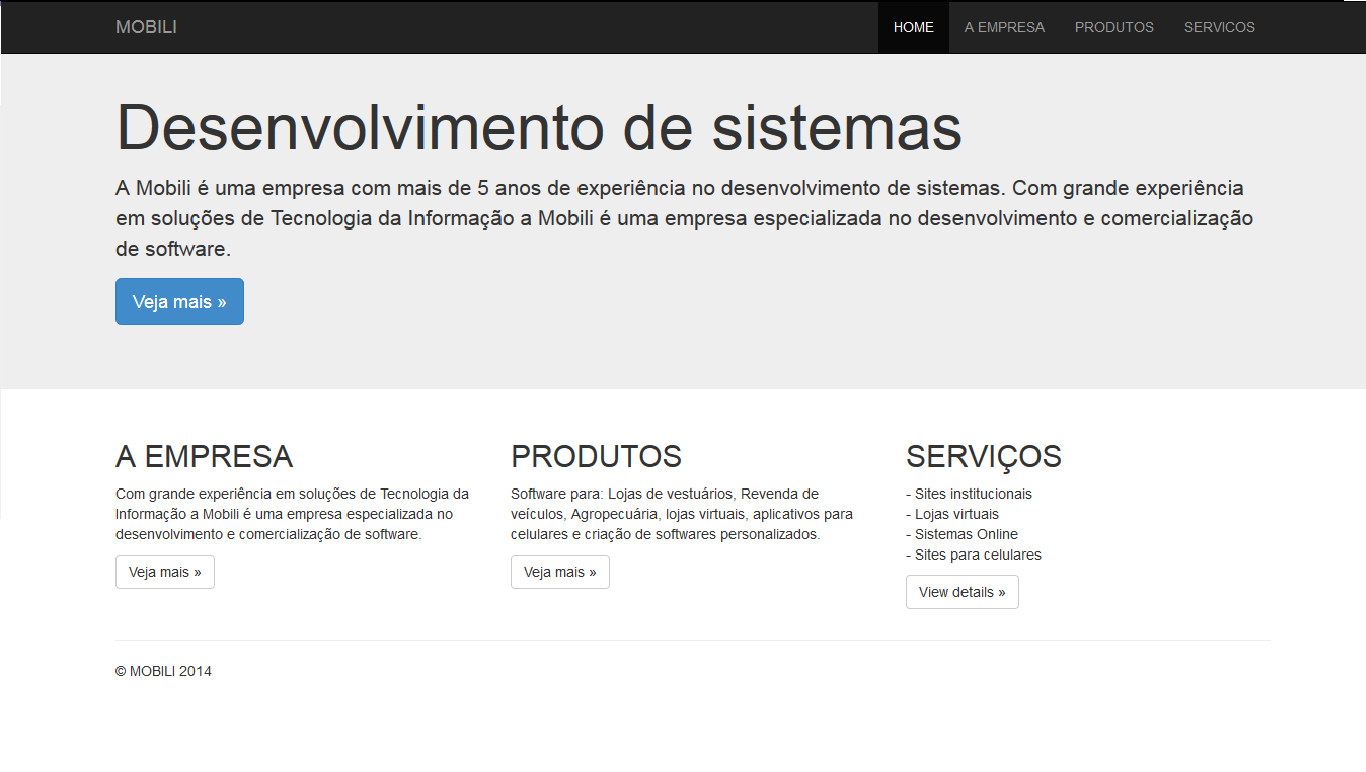 MOBILI
HOME
A EMPRESA
PRODUTOS
SERVICOS
Desenvolvimento de sistemas
A Mobili é uma empresa com mais de 5 anos de experiência no desenvolvimento de sistemas. Com grande experiência
em soluções de Tecnologia da Informação a Mobili é uma empresa especializada no desenvolvimento e comercialização
de software.
Veja mais »
A EMPRESA
Com grande experiência em soluções de Tecnologia da
Informação a Mobili é uma empresa especializada no
desenvolvimento e comercialização de software.
Veja mais »
PRODUTOS
Software para: Lojas de vestuários, Revenda de
veículos, Agropecuária, lojas virtuais, aplicativos para
celulares e criação de softwares personalizados.
Veja mais »
SERVIÇOS
- Sites institucionais
- Lojas virtuais
- Sistemas Online
- Sites para celulares
View details »
© MOBILI 2014